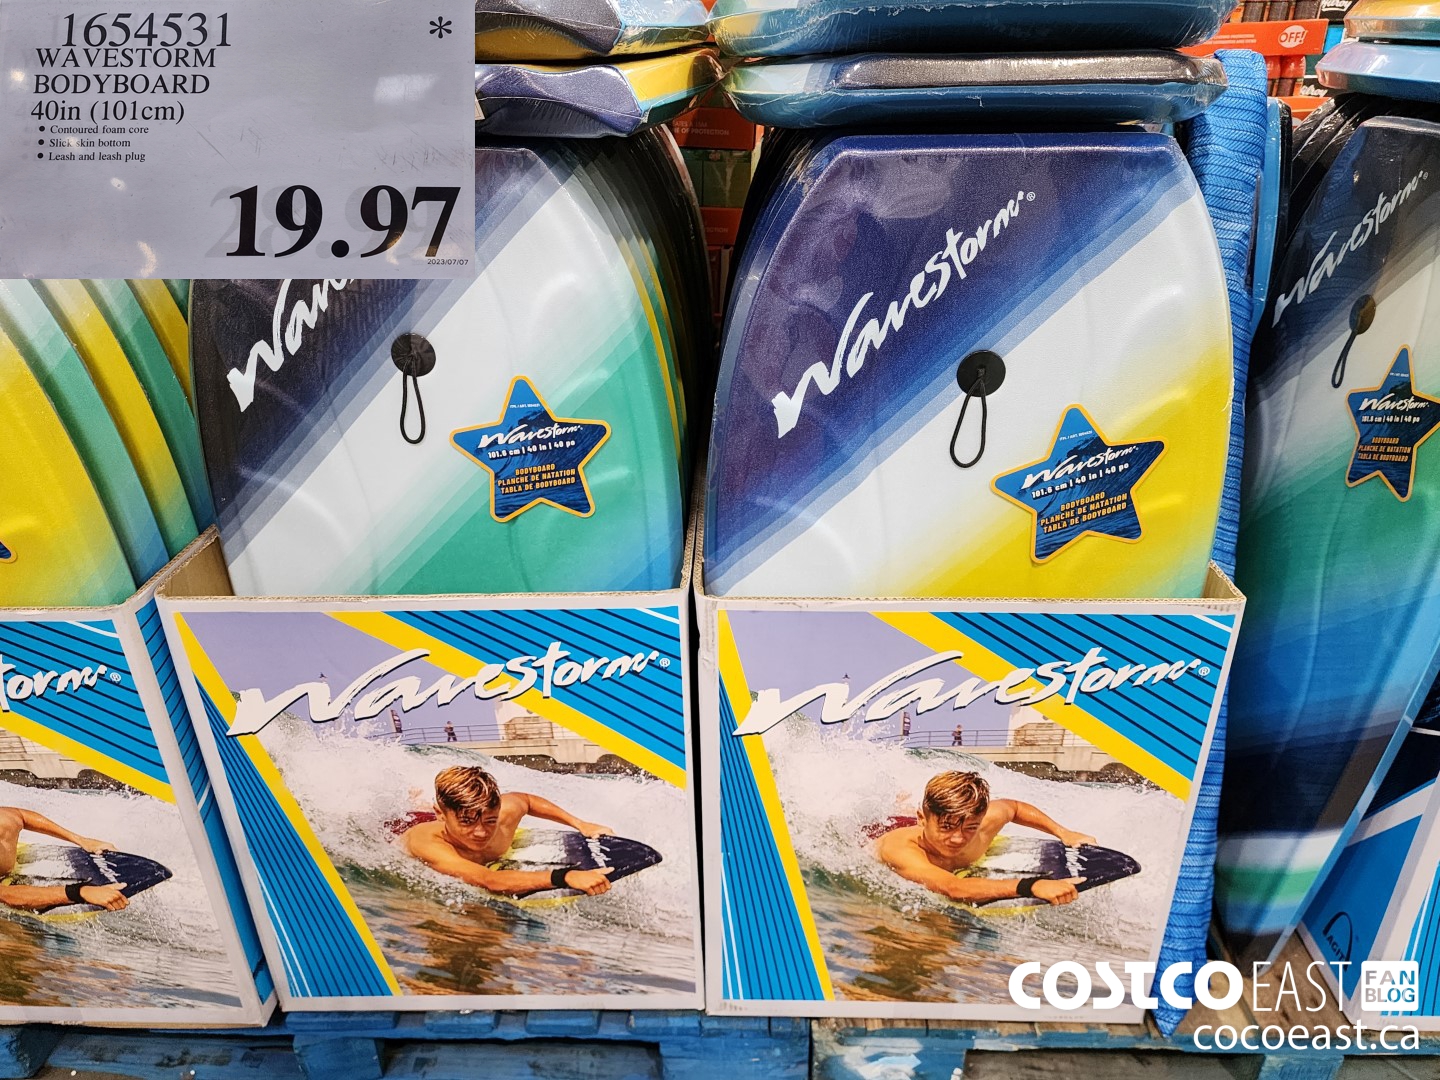 1654531
*
WAVESTORM
BODYBOARD
40in (101cm)
• Contoured foam core
• Slick skin bottom
• Leash and leash plug
19.97
2023/07/07
OFF!
Wavestorm®
Wavestorm
Wavestorm
101.6 cm | 40 in | 40 po
BODYBOARD
PLANCHE DE NATATION
TABLA DE BODYBOARD
Wavestorm
101.6 cm | 40 in | 40 po
BODYBOARD
PLANCHE DE NATATION
TABLA DE BODYBOARD
Wavestorm
101.6 cm | 40 in | 40 po
BODYBOARD
PLANCHE DE NATATION
TABLA DE BODYBOARD
torm®
Wavestorm®
Wavestorm®
COSTCO EAST FAN BLOG
cocoeast.ca